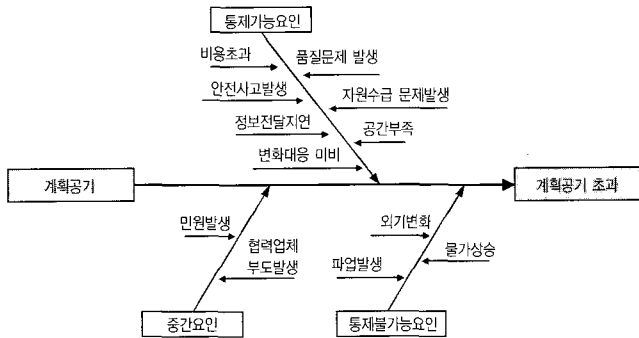 통제가능요인
비용초과
품질문제 발생
안전사고발생
자원수급 문제발생
정보전달지연
공간부족
변화대응 미비
계획공기
계획공기 초과
민원발생
협력업체
부도발생
외기변화
물가상승
파업발생
중간요인
통제불가능요인